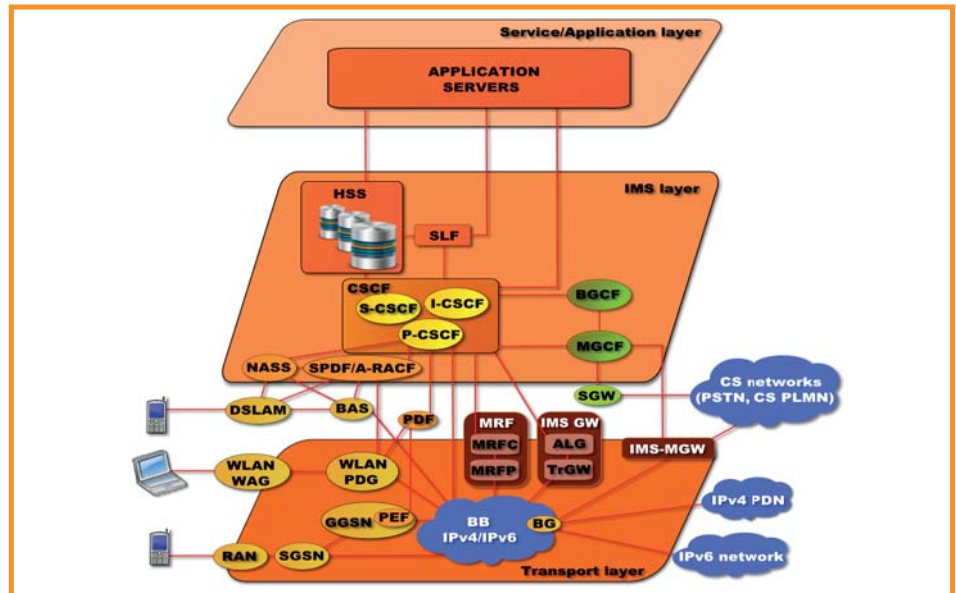 Service/Application layer
APPLICATION
SERVERS
HSS
IMS layer
SLF
CSCF
S-CSCF
I-CSCF
P-CSCF
BGCF
MGCF
NASS
SPDF/A-RACF
SGW
CS networks
(PSTN, CS PLMN)
DSLAM
BAS
PDF
MRF
MRFC
MRFP
IMS GW
ALG
TrGW
IMS-MGW
WLAN
WAG
WLAN
PDG
GGSN
PEF
BB
IPv4/IPv6
BG
IPv4 PDN
IPv6 network
RAN
SGSN
Transport layer